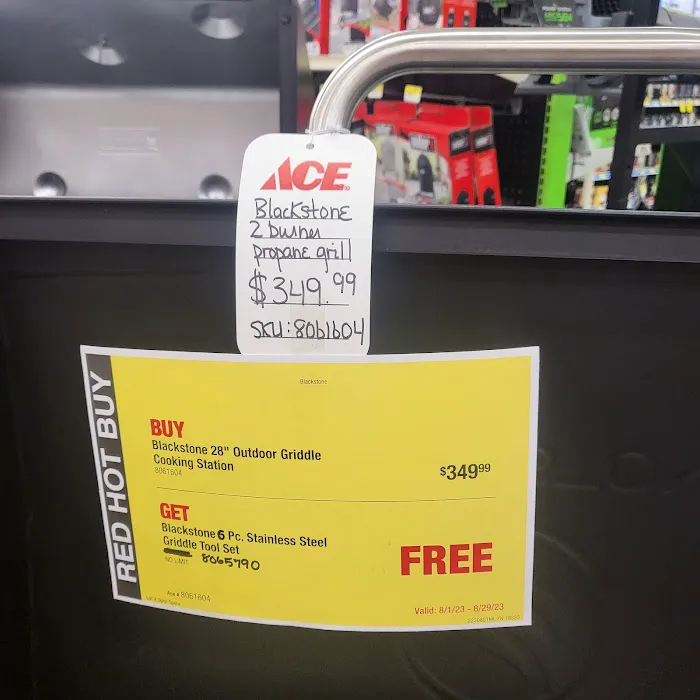 ACE
Blackstone
2 burner
propane grill
$349.99
SKU: 8061604
RED HOT BUY
Blackstone
BUY
Blackstone 28" Outdoor Griddle
Cooking Station
8061604
$349⁹⁹
GET
Blackstone 6 Pc. Stainless Steel
Griddle Tool Set
NO LIMIT 8065790
FREE
Ace # 8061604
Valid: 8/1/23 - 8/29/23